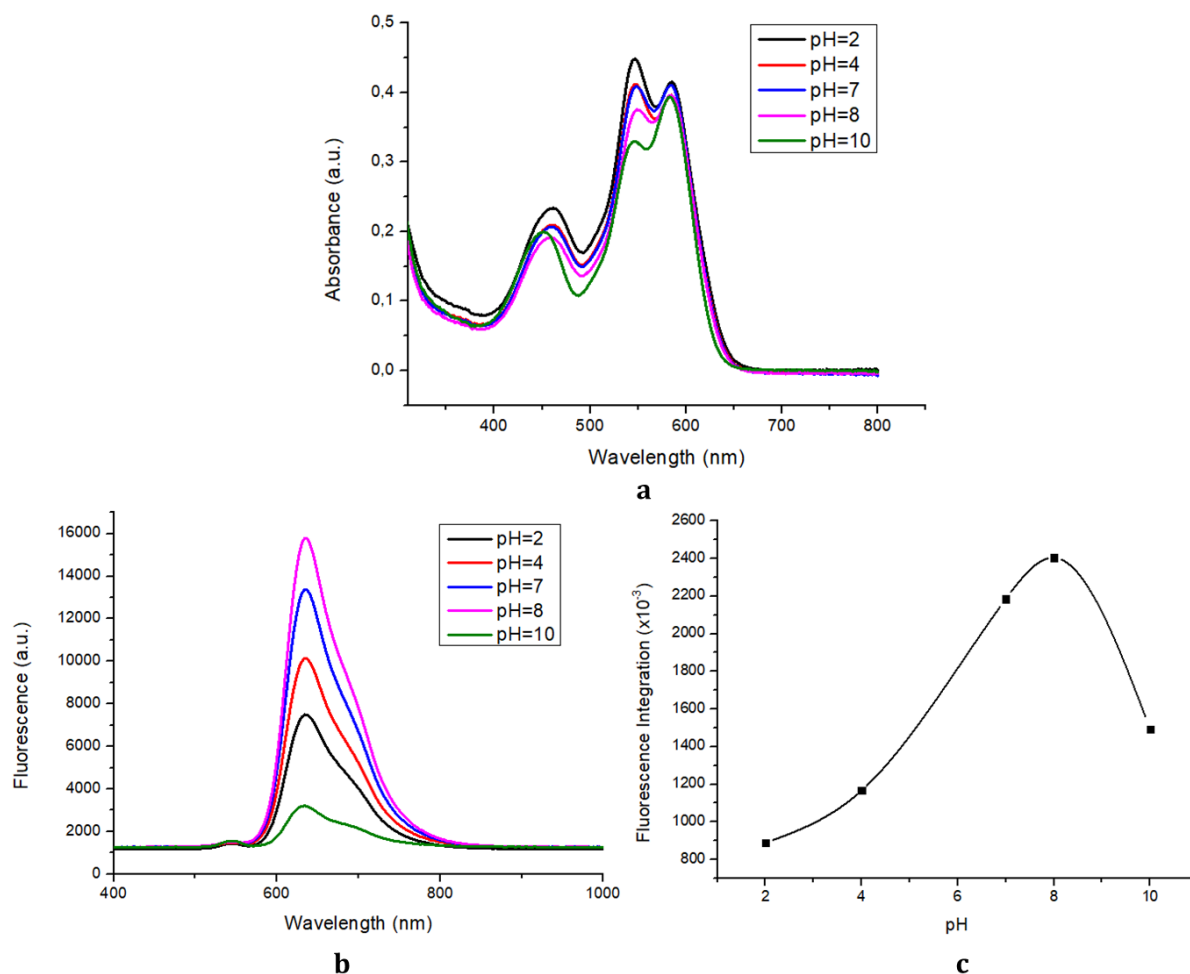 0,5
0,4
0,3
0,2
0,1
0,0
Absorbance (a.u.)
400 500 600 700 800
Wavelength (nm)
pH=2
pH=4
pH=7
pH=8
pH=10
a
16000
14000
12000
10000
8000
6000
4000
2000
0
Fluorescence (a.u.)
400 600 800 1000
Wavelength (nm)
pH=2
pH=4
pH=7
pH=8
pH=10
b
2600
2400
2200
2000
1800
1600
1400
1200
1000
800
Fluorescence Integration (x10⁻³)
2 4 6 8 10
pH
c